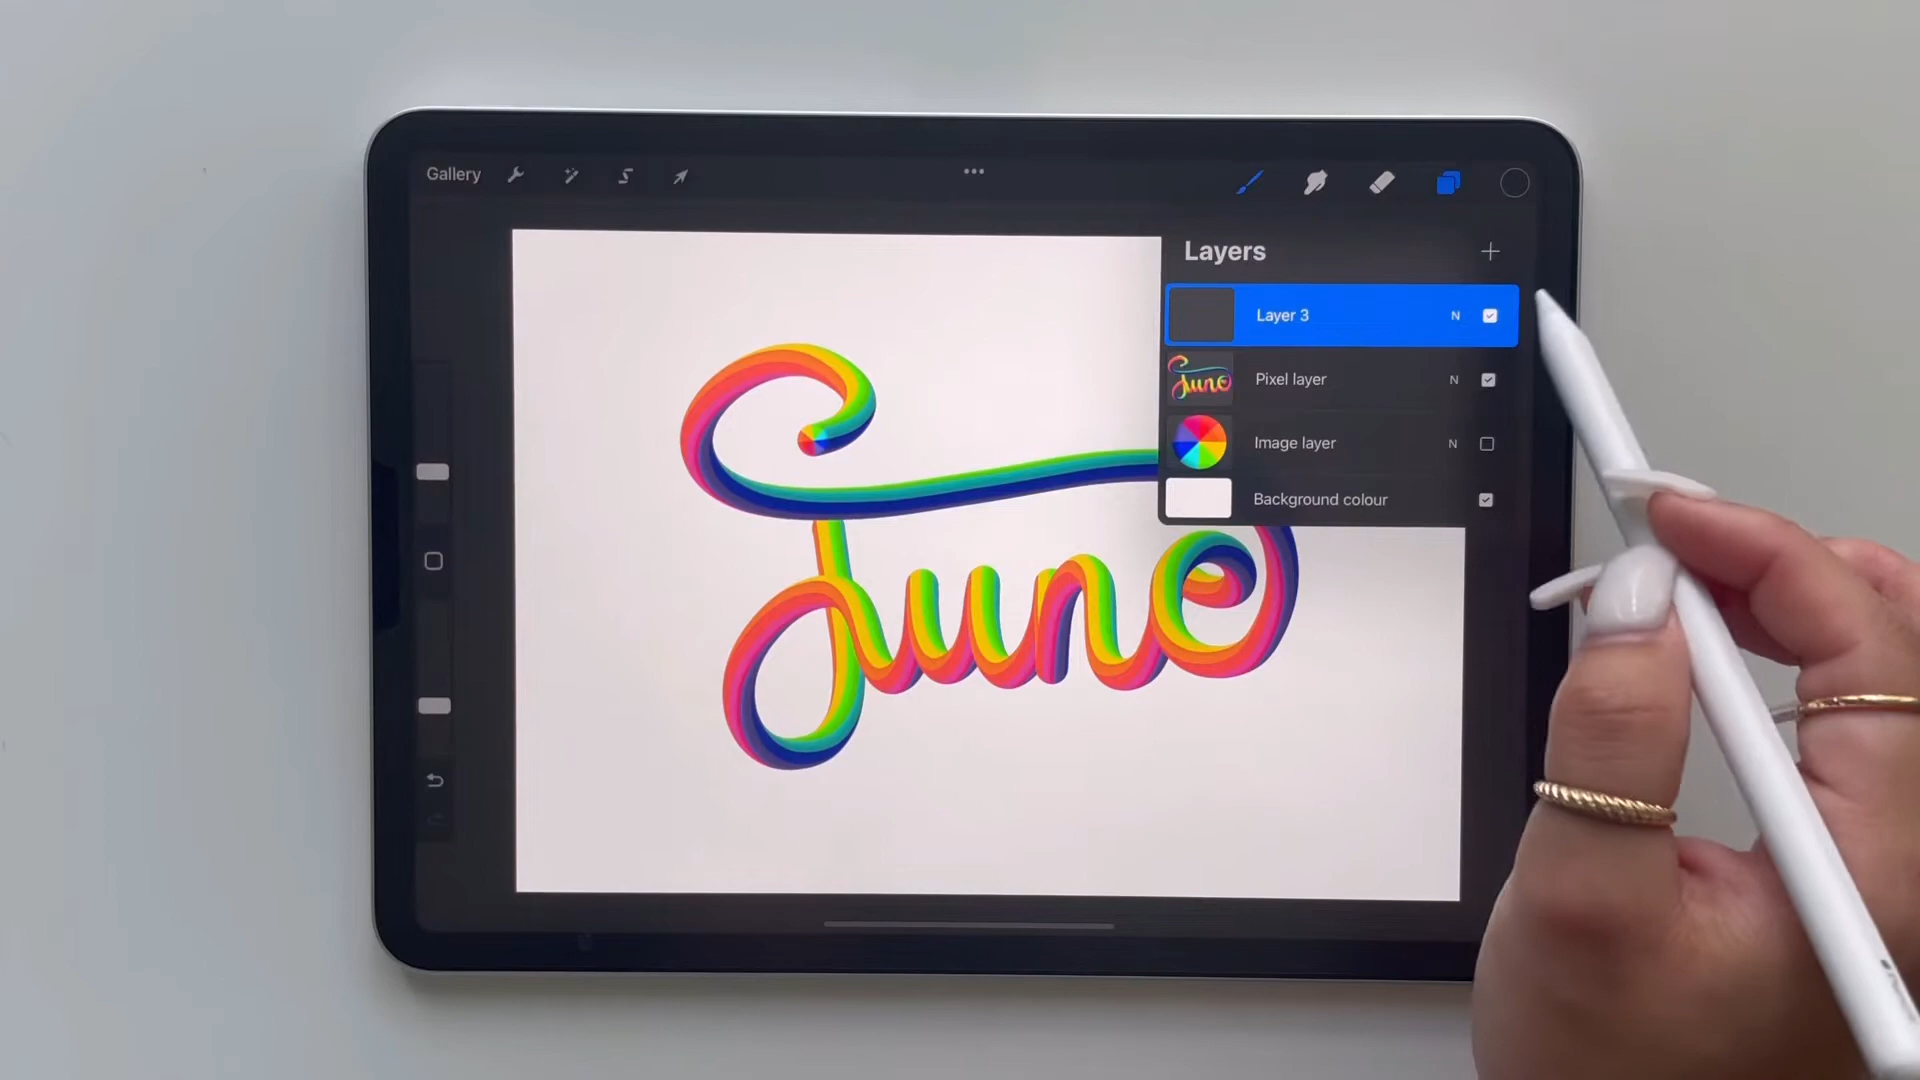 Gallery
Layers
Layer 3 N
Pixel layer N
Image layer N
Background colour
June